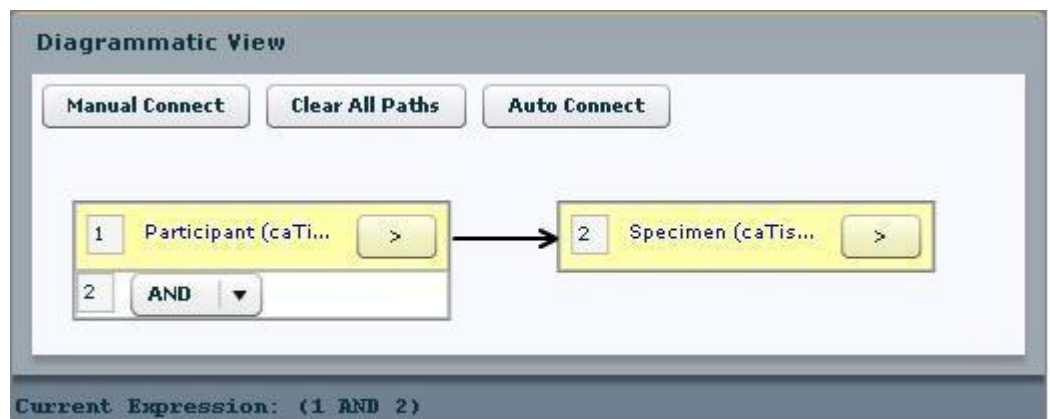 Diagrammatic View
Manual Connect Clear All Paths Auto Connect
1 Participant (caTi... > 2 Specimen (caTis... >
2 AND
Current Expression: (1 AND 2)